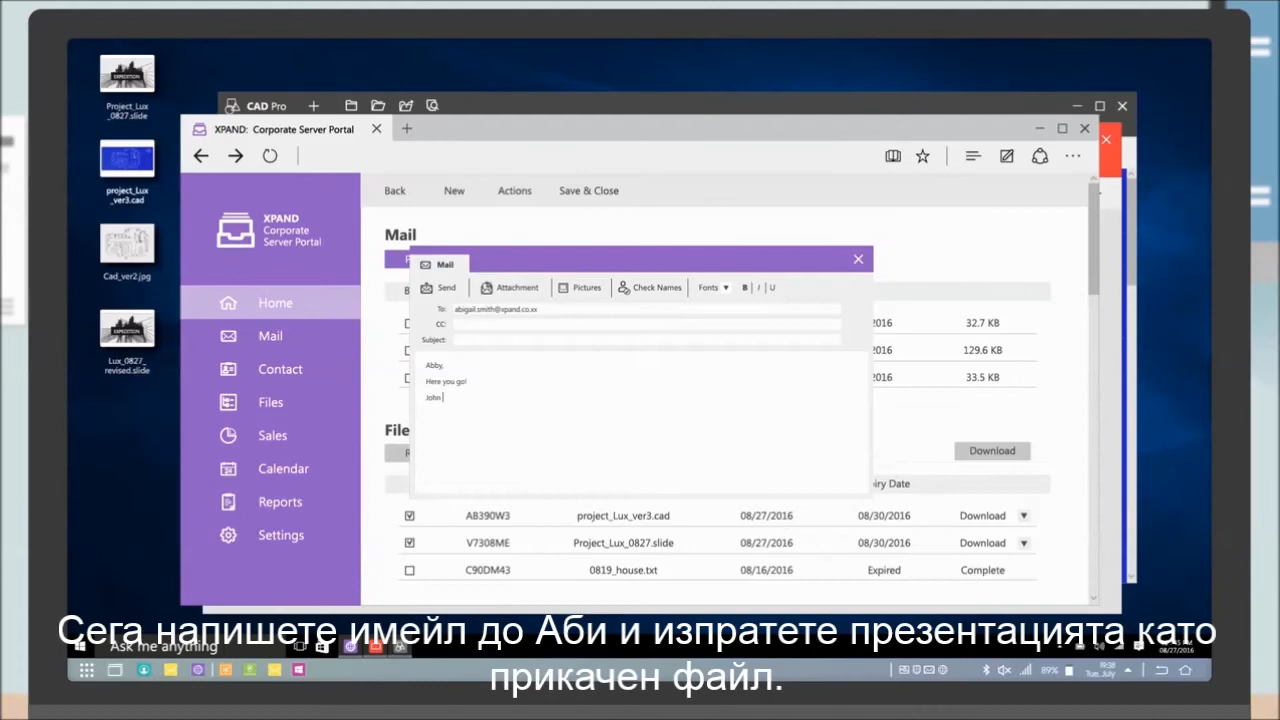 Project_Lux
_0827.slide
project_Lux
_ver3.cad
Cad_ver2.jpg
Lux_0827_
revised.slide
CAD Pro
XPAND: Corporate Server Portal
XPAND
Corporate
Server Portal
Home
Mail
Contact
Files
Sales
Calendar
Reports
Settings
Back New Actions Save & Close
Mail
Mail
Send Attachment Pictures Check Names Fonts B I U
To: abigail.smith@xpand.co.xx
CC:
Subject:
Abby,
Here you go!
John
2016 32.7 KB
2016 129.6 KB
2016 33.5 KB
File
Download
iry Date
AB390W3 project_Lux_ver3.cad 08/27/2016 08/30/2016 Download
V7308ME Project_Lux_0827.slide 08/27/2016 08/30/2016 Download
C90DM43 0819_house.txt 08/16/2016 Expired Complete
Сега напишете имейл до Аби и изпратете презентацията като
прикачен файл.
Ask me anything
08/27/2016
89%
19:38
Tue, July